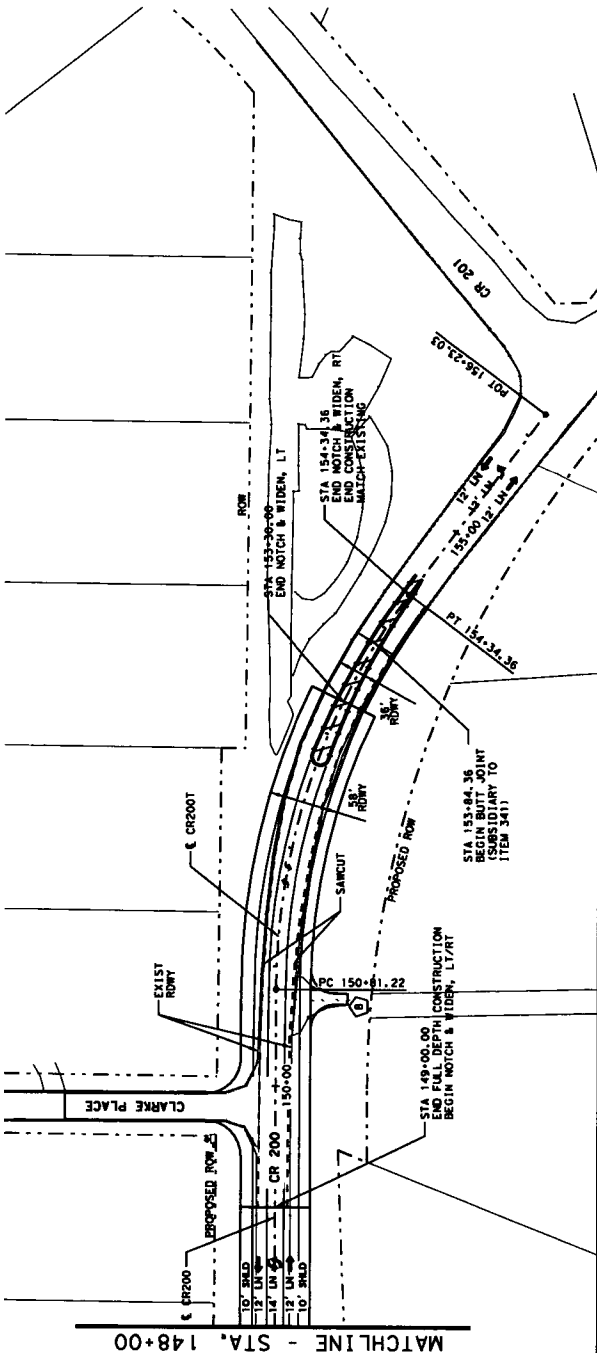 CR 201
POT 156+23.03
STA 154+34.36
END NOTCH & WIDEN, RT
END CONSTRUCTION
MATCH EXISTING
ROW
STA 153+30.00
END NOTCH & WIDEN, LT
12' LN
12' LN
155+00 12' LN
PT 154+34.36
36'
RDWY
58'
RDWY
STA 153+84.36
BEGIN BUTT JOINT
(SUBSIDIARY TO
ITEM 341)
PROPOSED ROW
℄ CR200T
SAWCUT
EXIST
RDWY
PC 150+81.22
B
CLARKE PLACE
150+00
STA 149+00.00
END FULL DEPTH CONSTRUCTION
BEGIN NOTCH & WIDEN, LT/RT
PROPOSED ROW
CR 200
℄ CR200
10' SHLD
12' LN
14' LN
12' LN
10' SHLD
MATCHLINE - STA. 148+00